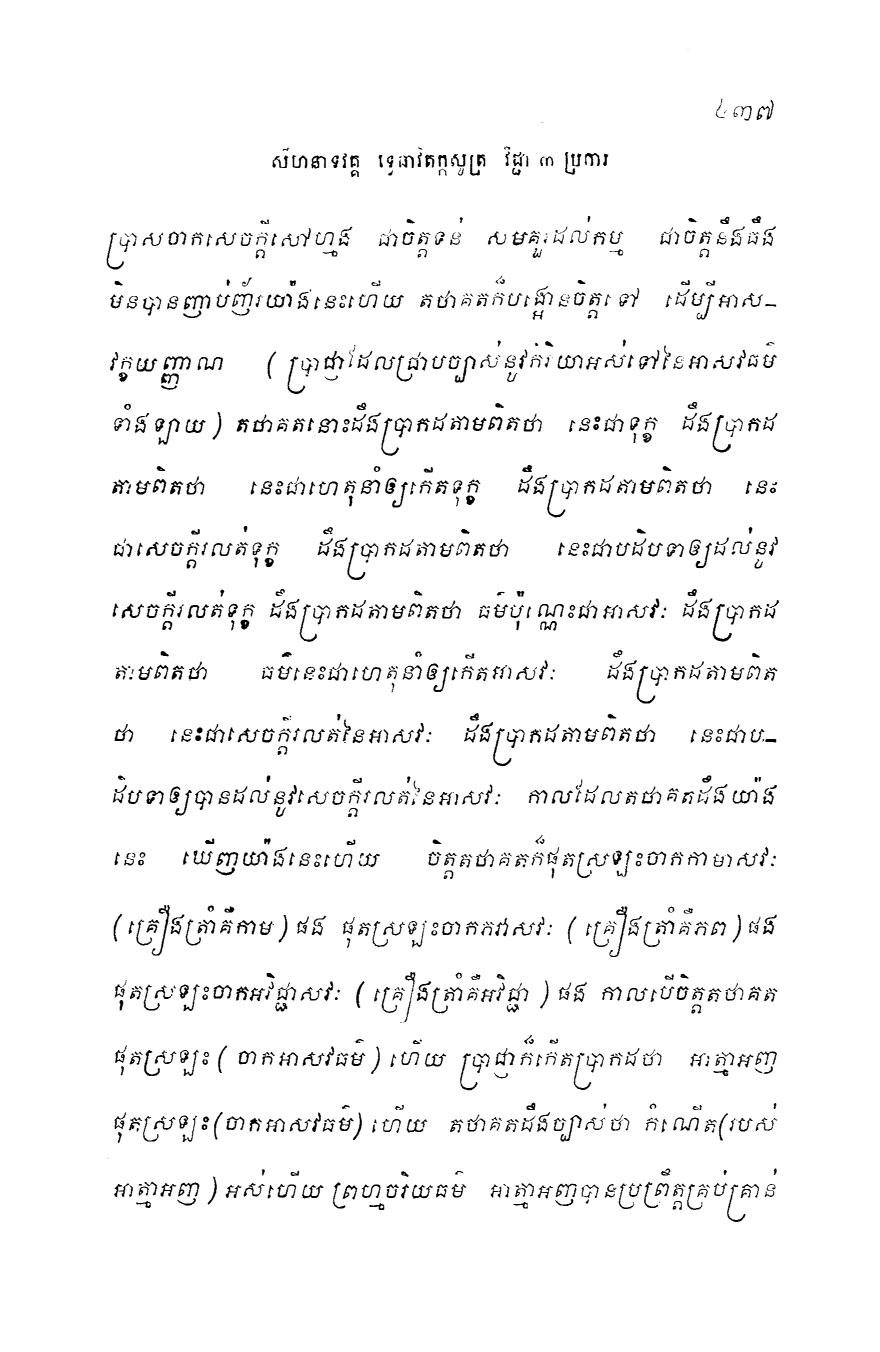 ៤៣៧
សីហនាទវគ្គ ទ្វេធាវិតក្កសូត្រ វិជ្ជា ៣ ប្រការ
ប្រាសចាកសេចក្តីសៅហ្មង ជាចិត្តទន់ សមគួរដល់កម្ម ជាចិត្តនឹងធឹង
មិនបានញាប់ញ័រយ៉ាងនេះហើយ តថាគតក៏បង្អោនចិត្តទៅ ដើម្បីអាស–
វក្ខយញ្ញាណ (ប្រាជ្ញាដែលជ្រាបច្បាស់នូវកិរិយាអស់ទៅនៃអាសវធម៌
ទាំងឡាយ) តថាគតនោះដឹងប្រាកដតាមពិតថា នេះជាទុក្ខ ដឹងប្រាកដ
តាមពិតថា នេះជាហេតុនាំឲ្យកើតទុក្ខ ដឹងប្រាកដតាមពិតថា នេះ
ជាសេចក្តីរលត់ទុក្ខ ដឹងប្រាកដតាមពិតថា នេះជាបដិបទាឲ្យដល់នូវ
សេចក្តីរលត់ទុក្ខ ដឹងប្រាកដតាមពិតថា ធម៌ប៉ុណ្ណេះជាអាសវៈ ដឹងប្រាកដ
តាមពិតថា ធម៌នេះជាហេតុនាំឲ្យកើតអាសវៈ ដឹងប្រាកដតាមពិត
ថា នេះជាសេចក្តីរលត់នៃអាសវៈ ដឹងប្រាកដតាមពិតថា នេះជាប–
ដិបទាឲ្យបានដល់នូវសេចក្តីរលត់នៃអាសវៈ កាលដែលតថាគតដឹងយ៉ាង
នេះ ឃើញយ៉ាងនេះហើយ ចិត្តតថាគតក៏ផុតស្រឡះចាកកាមាសវៈ
(គ្រឿងត្រាំគឺកាម) ផង ផុតស្រឡះចាកភវាសវៈ (គ្រឿងត្រាំគឺភព) ផង
ផុតស្រឡះចាកអវិជ្ជាសវៈ (គ្រឿងត្រាំគឺអវិជ្ជា) ផង កាលបើចិត្តតថាគត
ផុតស្រឡះ (ចាកអាសវធម៌) ហើយ ប្រាជ្ញាក៏កើតប្រាកដថា អាត្មាអញ
ផុតស្រឡះ(ចាកអាសវធម៌) ហើយ តថាគតដឹងច្បាស់ថា កំណើត(របស់
អាត្មាអញ) អស់ហើយ ព្រហ្មចរិយធម៌ អាត្មាអញបានប្រព្រឹត្តគ្រប់គ្រាន់